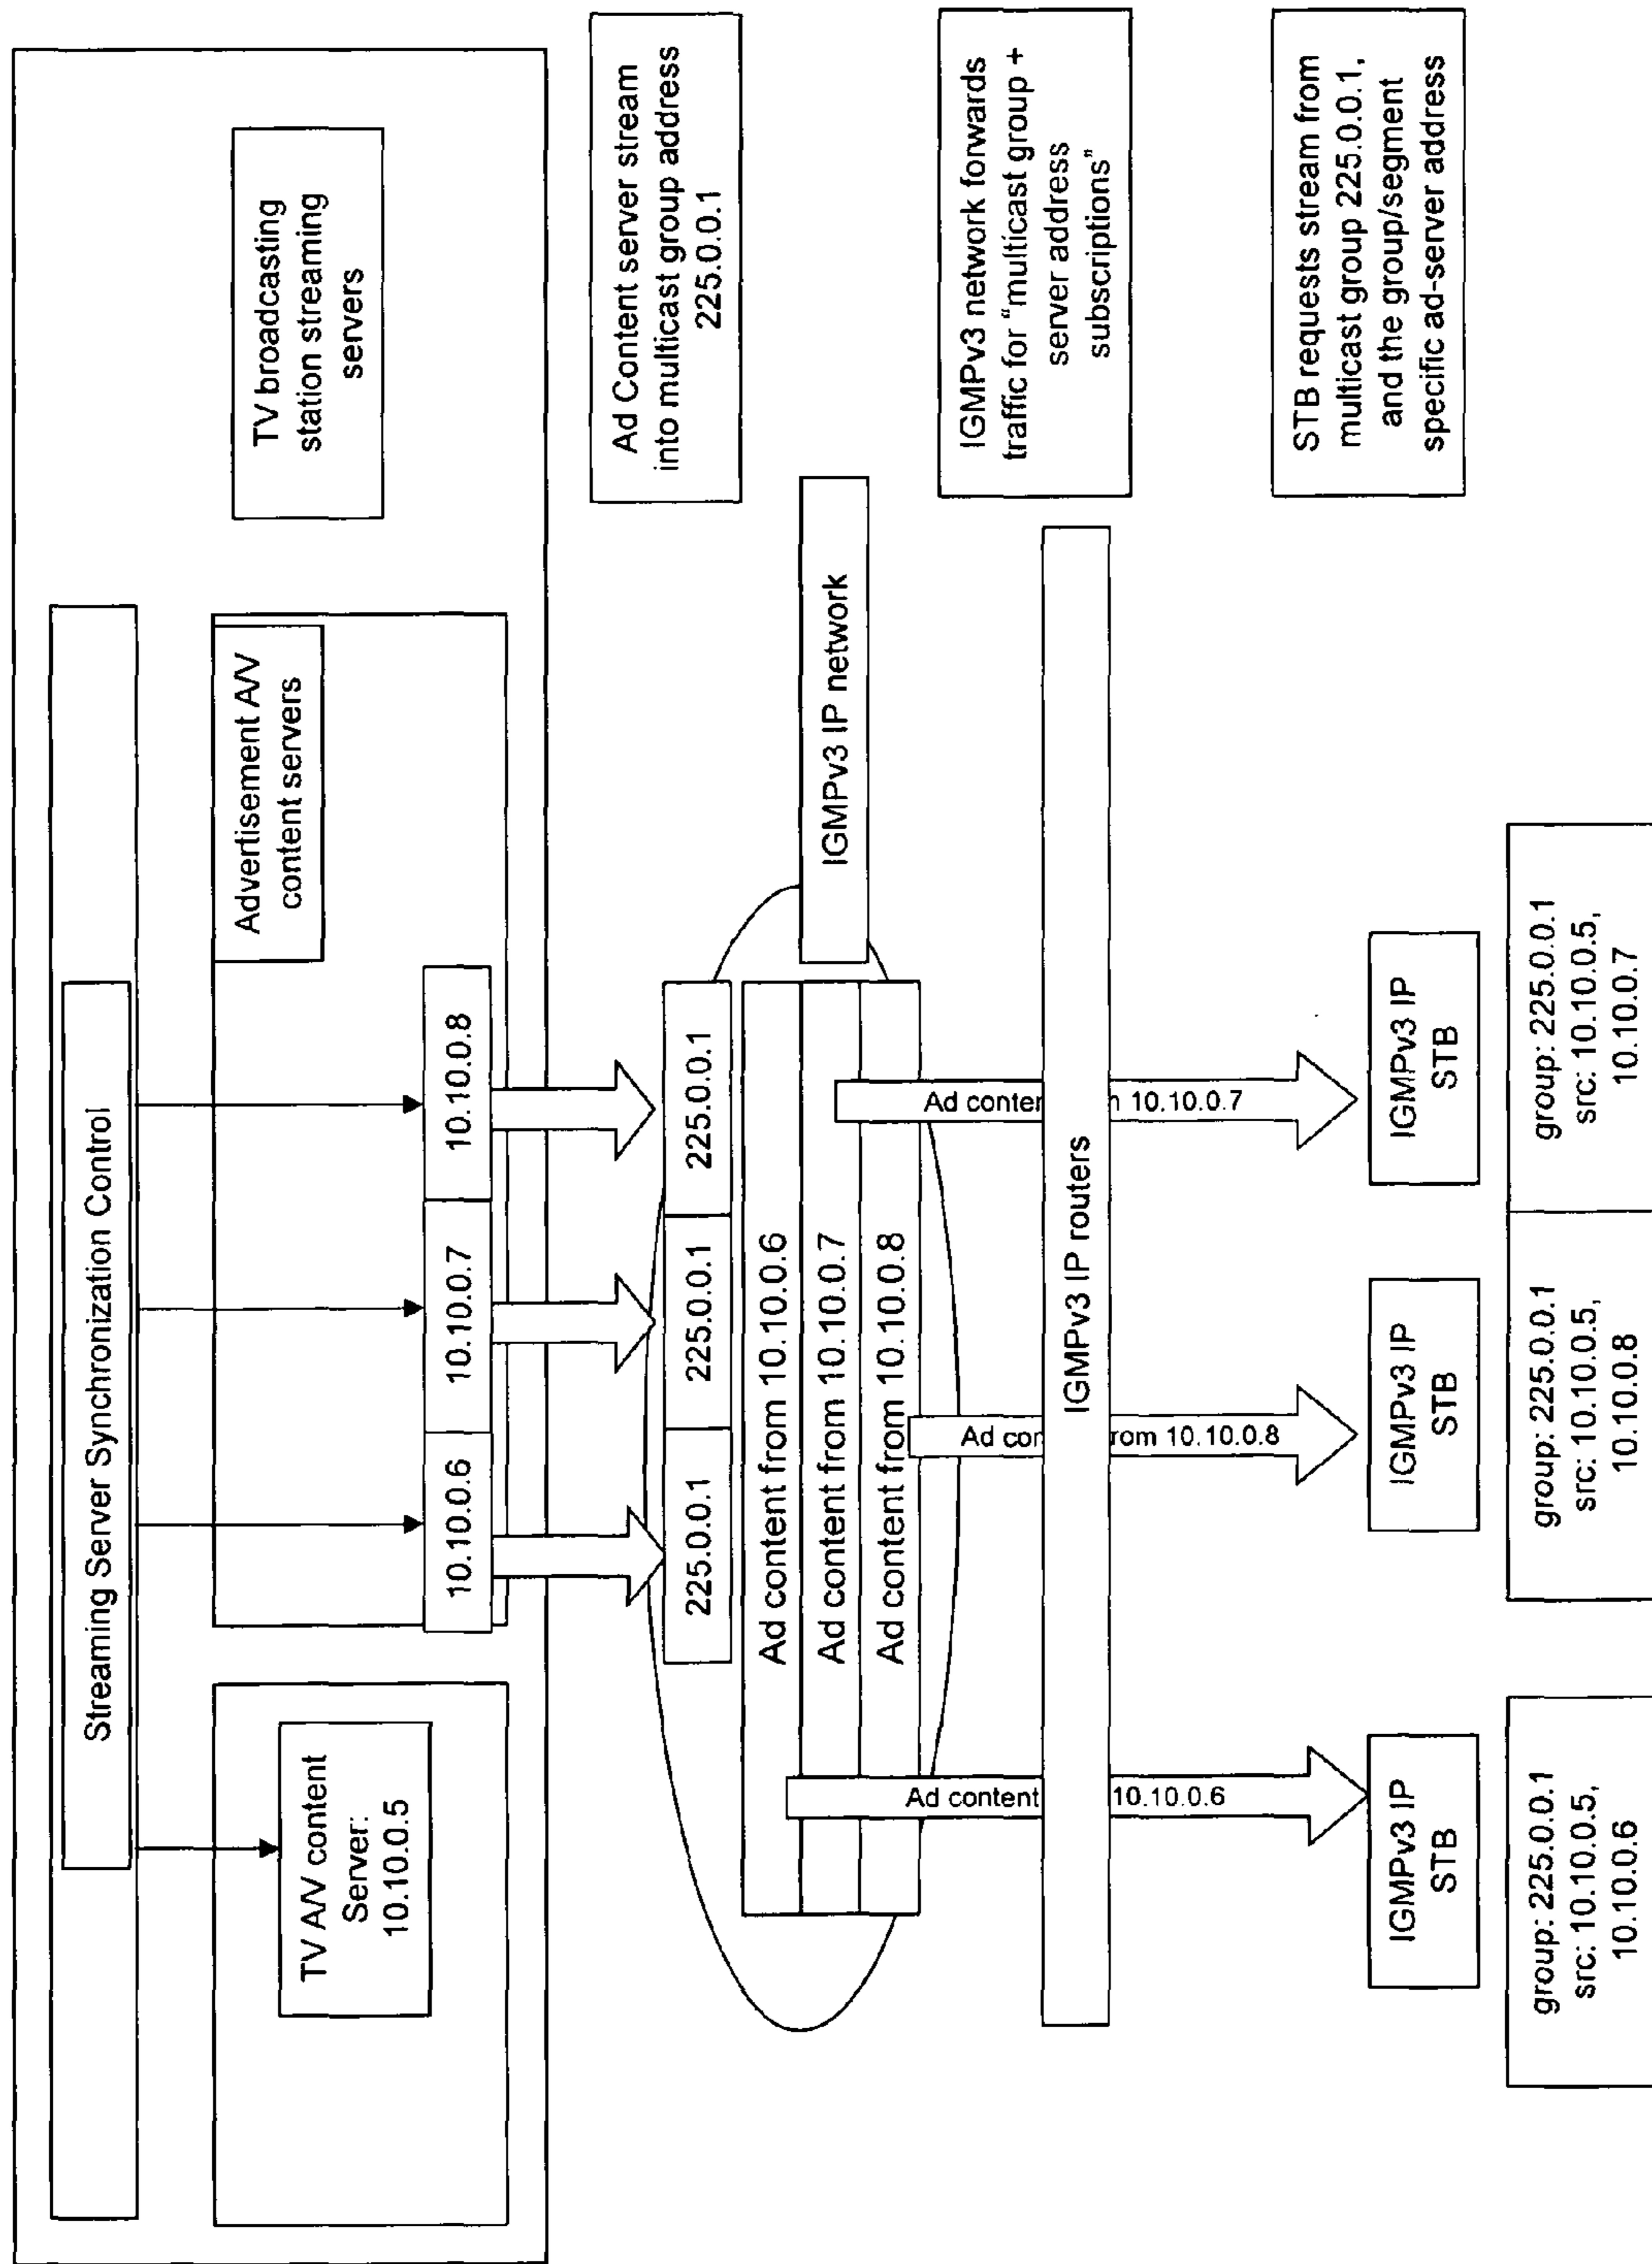 Streaming Server Synchronization Control
TV A/V content
Server:
10.10.0.5
Advertisement A/V
content servers
10.10.0.6
10.10.0.7
10.10.0.8
TV broadcasting
station streaming
servers
Ad Content server stream
into multicast group address
225.0.0.1
225.0.0.1
225.0.0.1
225.0.0.1
Ad content from 10.10.0.6
Ad content from 10.10.0.7
Ad content from 10.10.0.8
IGMPv3 IP network
IGMPv3 network forwards
traffic for "multicast group +
server address
subscriptions"
Ad content 10.10.0.6
Ad con rom 10.10.0.8
Ad conter n 10.10.0.7
IGMPv3 IP routers
STB requests stream from
multicast group 225.0.0.1,
and the group/segment
specific ad-server address
IGMPv3 IP
STB
IGMPv3 IP
STB
IGMPv3 IP
STB
group: 225.0.0.1
src: 10.10.0.5,
10.10.0.6
group: 225.0.0.1
src: 10.10.0.5,
10.10.0.8
group: 225.0.0.1
src: 10.10.0.5,
10.10.0.7